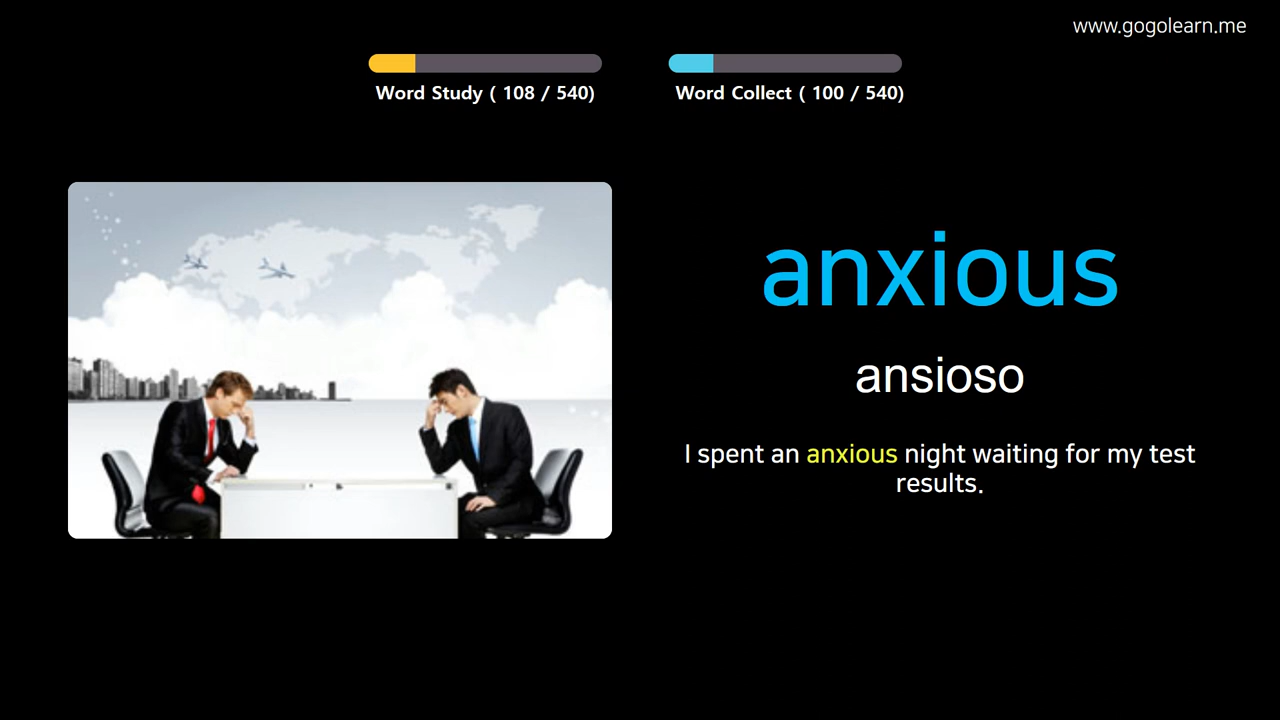 www.gogolearn.me
Word Study ( 108 / 540)
Word Collect ( 100 / 540)
anxious
ansioso
I spent an anxious night waiting for my test
results.